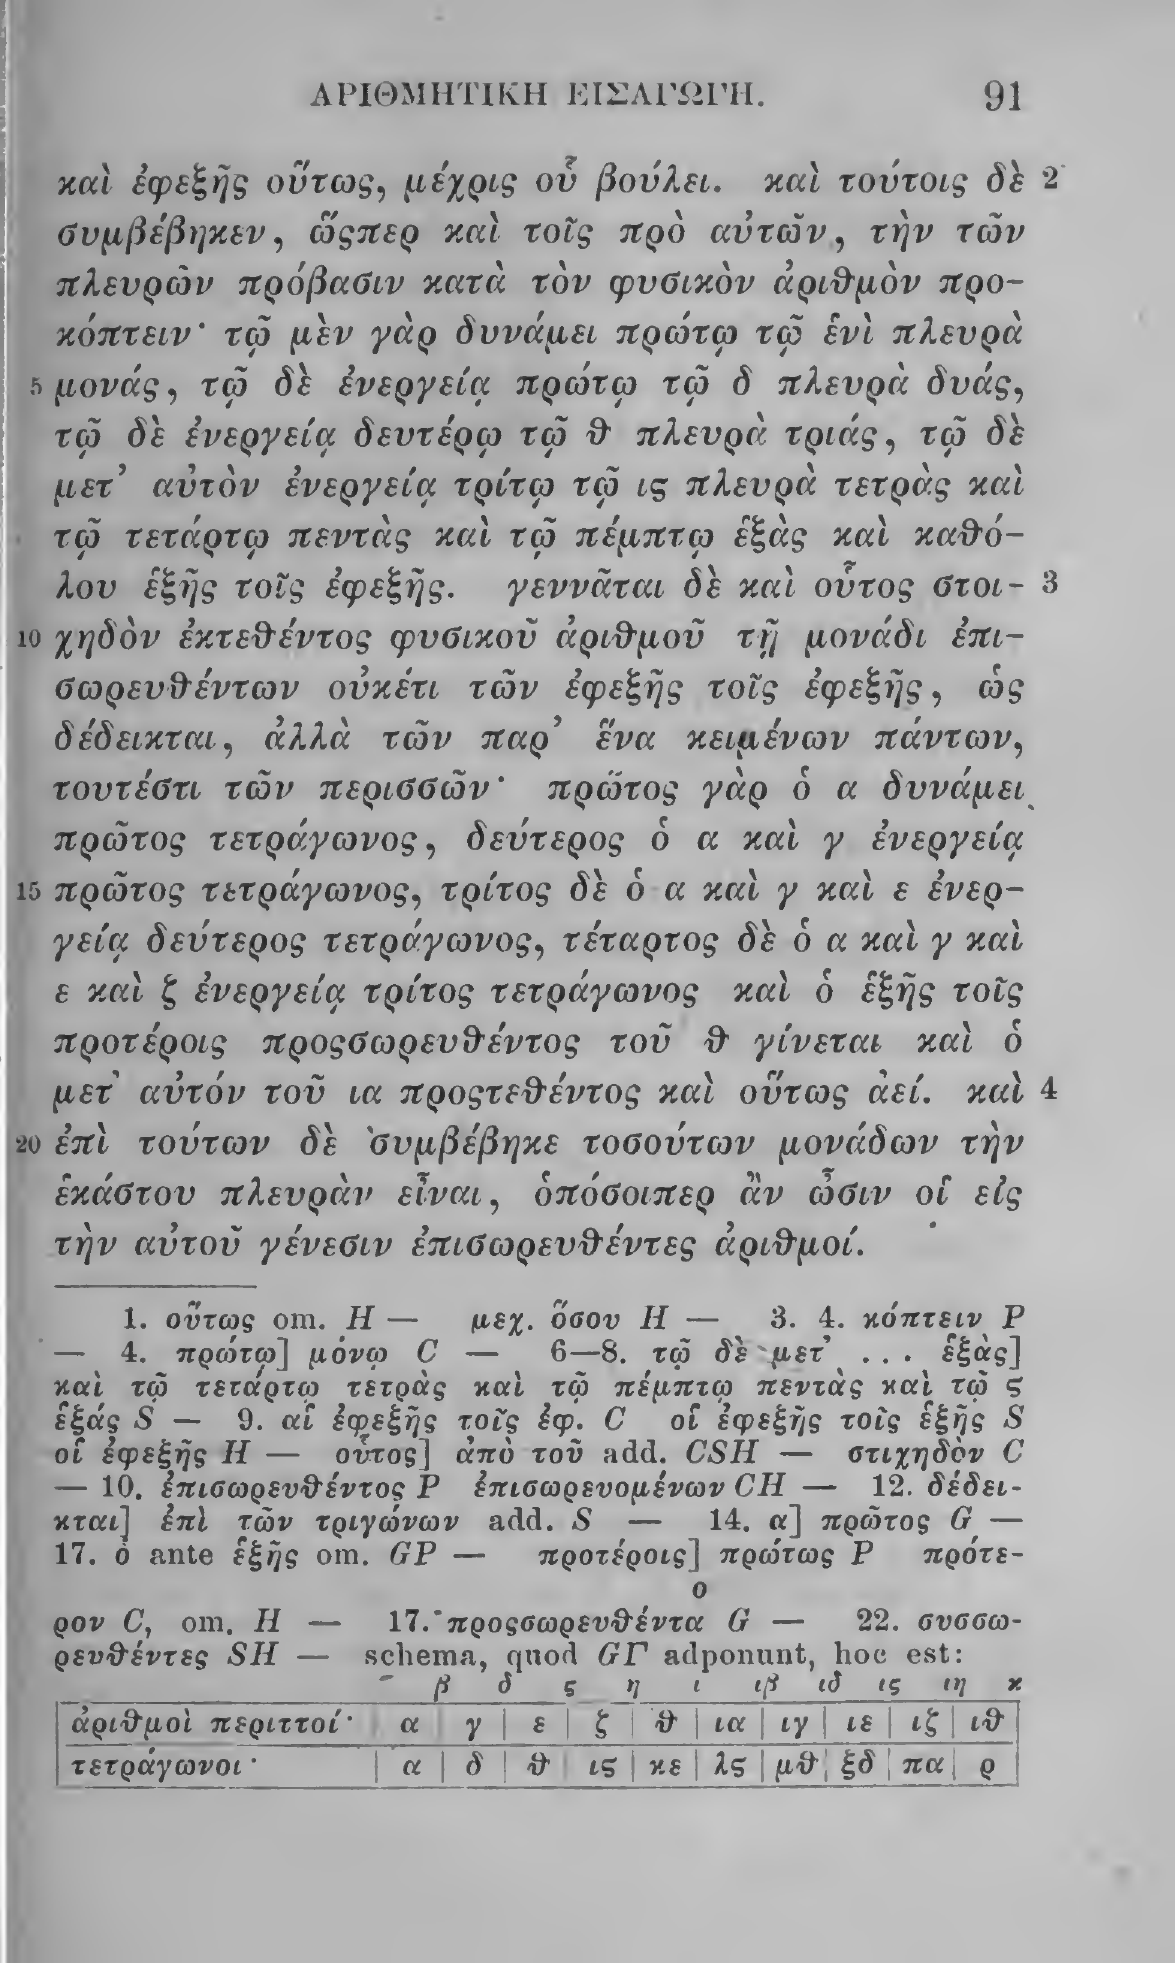 ΑΡΙΘΜΗΤΙΚΗ ΕΙΣΑΓΩΓΗ. 91
καὶ ἐφεξῆς οὕτως, μέχρις οὗ βούλει. καὶ τούτοις δὲ 2
συμβέβηκεν, ὥςπερ καὶ τοῖς πρὸ αὐτῶν, τὴν τῶν
πλευρῶν πρόβασιν κατὰ τὸν φυσικὸν ἀριθμὸν προ-
κόπτειν· τῷ μὲν γὰρ δυνάμει πρώτῳ τῷ ἑνὶ πλευρὰ
5 μονάς, τῷ δὲ ἐνεργείᾳ πρώτῳ τῷ δ πλευρὰ δυάς,
τῷ δὲ ἐνεργείᾳ δευτέρῳ τῷ θ πλευρὰ τριάς, τῷ δὲ
μετ’ αὐτὸν ἐνεργείᾳ τρίτῳ τῷ ις πλευρὰ τετρὰς καὶ
τῷ τετάρτῳ πεντὰς καὶ τῷ πέμπτῳ ἑξὰς καὶ καθό-
λου ἑξῆς τοῖς ἐφεξῆς. γεννᾶται δὲ καὶ οὗτος στοι- 3
10 χηδὸν ἐκτεθέντος φυσικοῦ ἀριθμοῦ τῇ μονάδι ἐπι-
σωρευθέντων οὐκέτι τῶν ἐφεξῆς τοῖς ἐφεξῆς, ὡς
δέδεικται, ἀλλὰ τῶν παρ’ ἕνα κειμένων πάντων,
τουτέστι τῶν περισσῶν· πρῶτος γὰρ ὁ α δυνάμει
πρῶτος τετράγωνος, δεύτερος ὁ α καὶ γ ἐνεργείᾳ
15 πρῶτος τετράγωνος, τρίτος δὲ ὁ α καὶ γ καὶ ε ἐνερ-
γείᾳ δεύτερος τετράγωνος, τέταρτος δὲ ὁ α καὶ γ καὶ
ε καὶ ζ ἐνεργείᾳ τρίτος τετράγωνος καὶ ὁ ἑξῆς τοῖς
προτέροις προςσωρευθέντος τοῦ θ γίνεται καὶ ὁ
μετ’ αὐτόν τοῦ ια προςτεθέντος καὶ οὕτως ἀεί. καὶ 4
20 ἐπὶ τούτων δὲ συμβέβηκε τοσούτων μονάδων τὴν
ἑκάστου πλευρὰν εἶναι, ὁπόσοιπερ ἂν ὦσιν οἱ εἰς
τὴν αὐτοῦ γένεσιν ἐπισωρευθέντες ἀριθμοί.
1. οὕτως om. H — μεχ. ὅσον H — 3. 4. κόπτειν P
— 4. πρώτῳ] μόνῳ C — 6—8. τῷ δὲ μετ’ . . . ἑξὰς]
καὶ τῷ τετάρτῳ τετρὰς καὶ τῷ πέμπτῳ πεντὰς καὶ τῷ ς
ἑξάς S — 9. αἱ ἐφεξῆς τοῖς ἐφ. C οἱ ἐφεξῆς τοῖς ἑξῆς S
οἱ ἐφεξῆς H — οὗτος] ἀπὸ τοῦ add. CSH — στιχηδὸν C
— 10. ἐπισωρευθέντος P ἐπισωρευομένων CH — 12. δέδει-
κται] ἐπὶ τῶν τριγώνων add. S — 14. α] πρῶτος G —
17. ὁ ante ἑξῆς om. GP — προτέροις] πρώτως P πρότε-
ο
ρον C, om. H — 17. προςσωρευθέντα G — 22. συσσω-
ρευθέντες SH — schema, quod GΓ adponunt, hoc est:
β δ ς η ι ιβ ιδ ις ιη κ
ἀριθμοὶ περιττοί· α | γ | ε | ζ | θ | ια | ιγ | ιε | ιζ | ιθ
τετράγωνοι· | α | δ | θ | ις | κε | λς | μθ | ξδ | πα | ρ